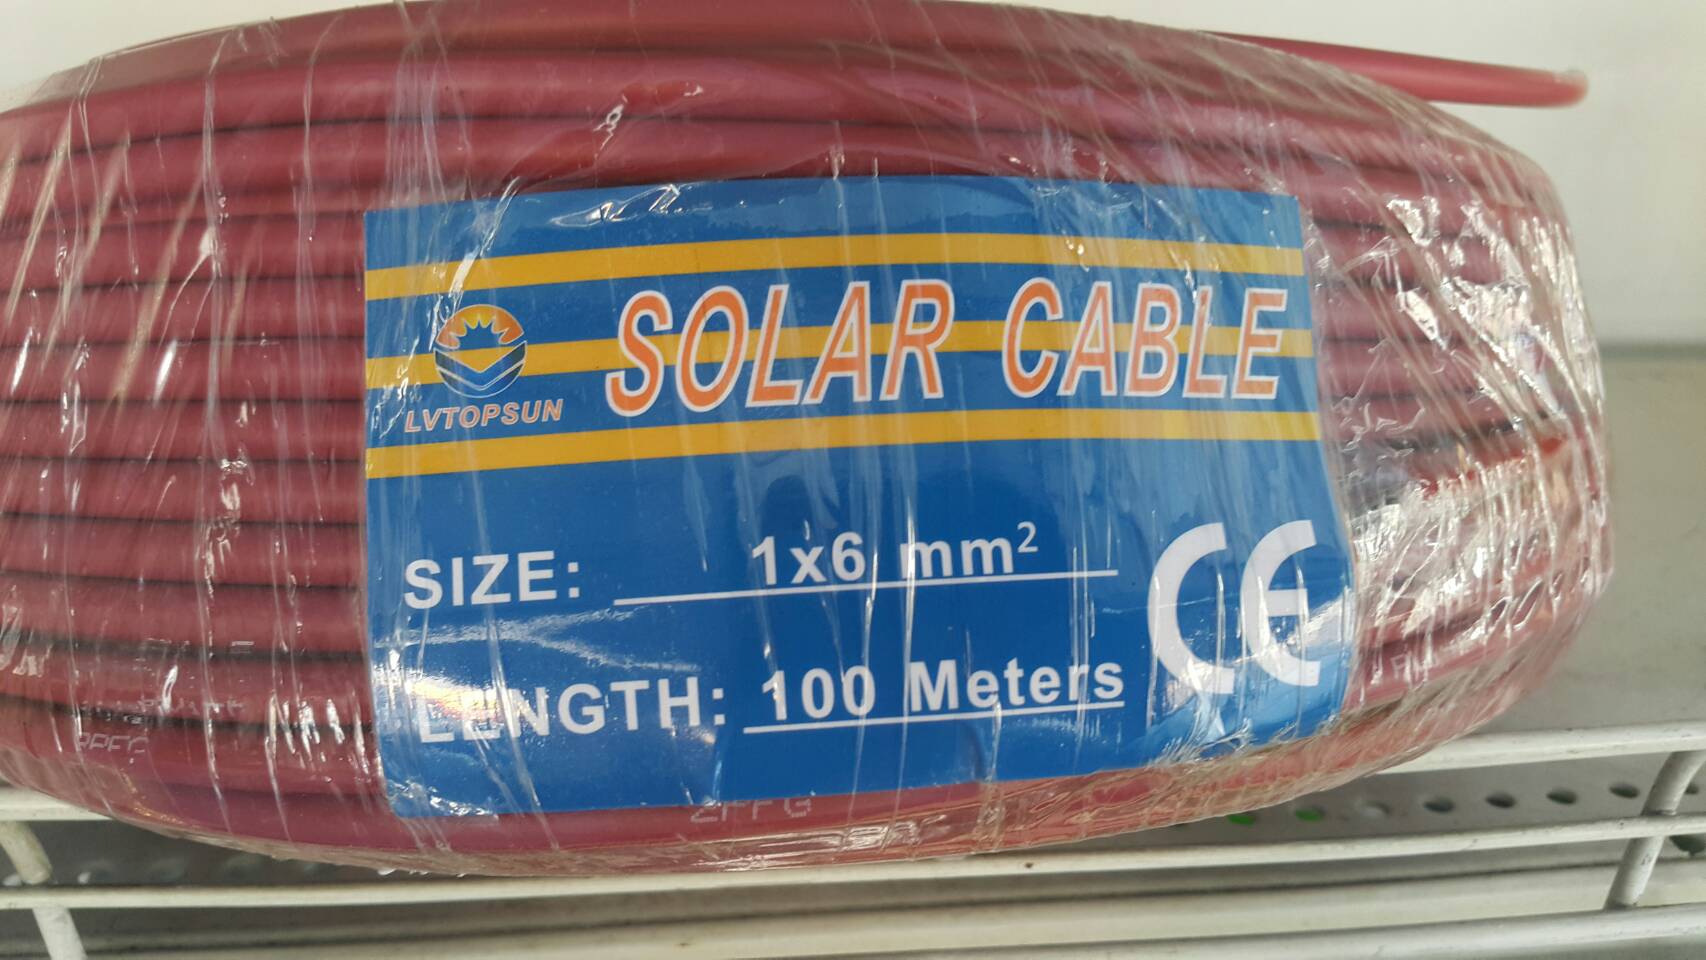 SOLAR CABLE
LVTOPSUN
SIZE: 1x6 mm²
LENGTH: 100 Meters
CE